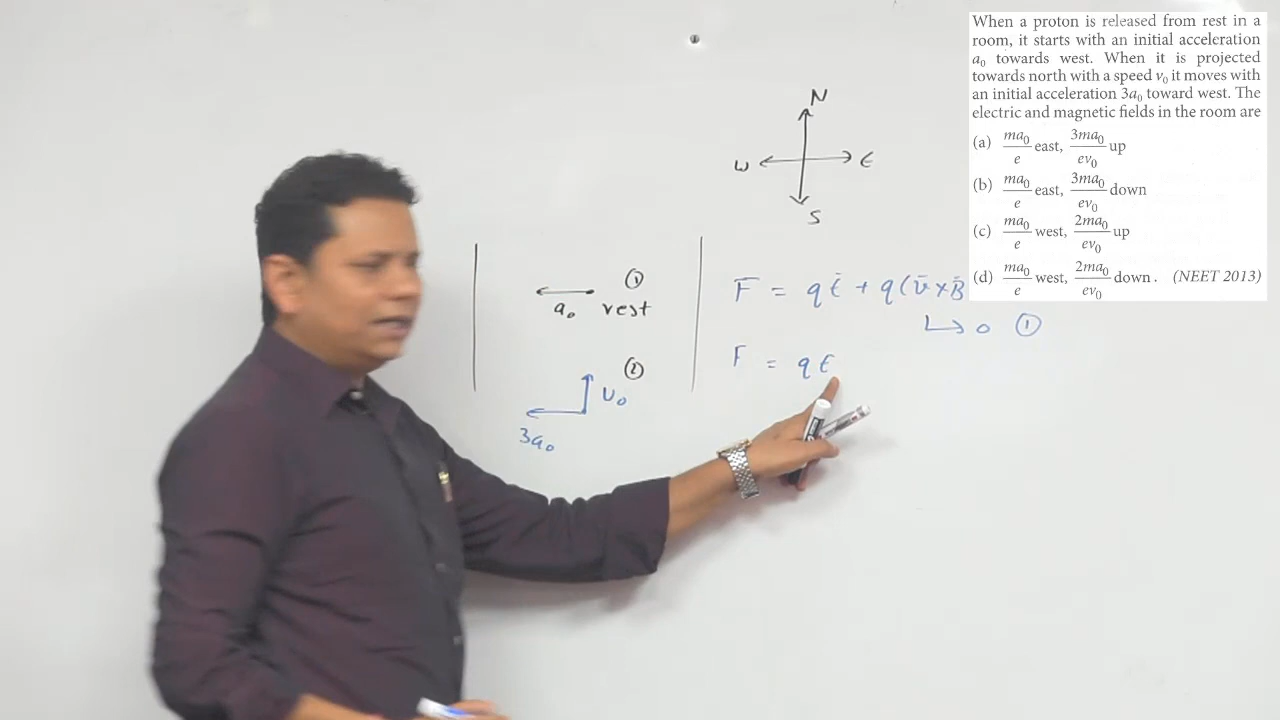 When a proton is released from rest in a
room, it starts with an initial acceleration
a₀ towards west. When it is projected
towards north with a speed v₀ it moves with
an initial acceleration 3a₀ toward west. The
electric and magnetic fields in the room are
(a) ma₀/e east, 3ma₀/ev₀ up
(b) ma₀/e east, 3ma₀/ev₀ down
(c) ma₀/e west, 2ma₀/ev₀ up
(d) ma₀/e west, 2ma₀/ev₀ down. (NEET 2013)
N
W E
S
①
a₀ rest
②
v₀
3a₀
F̄ = qĒ + q(v̄ × B̄
↳ 0 ①
F = qE